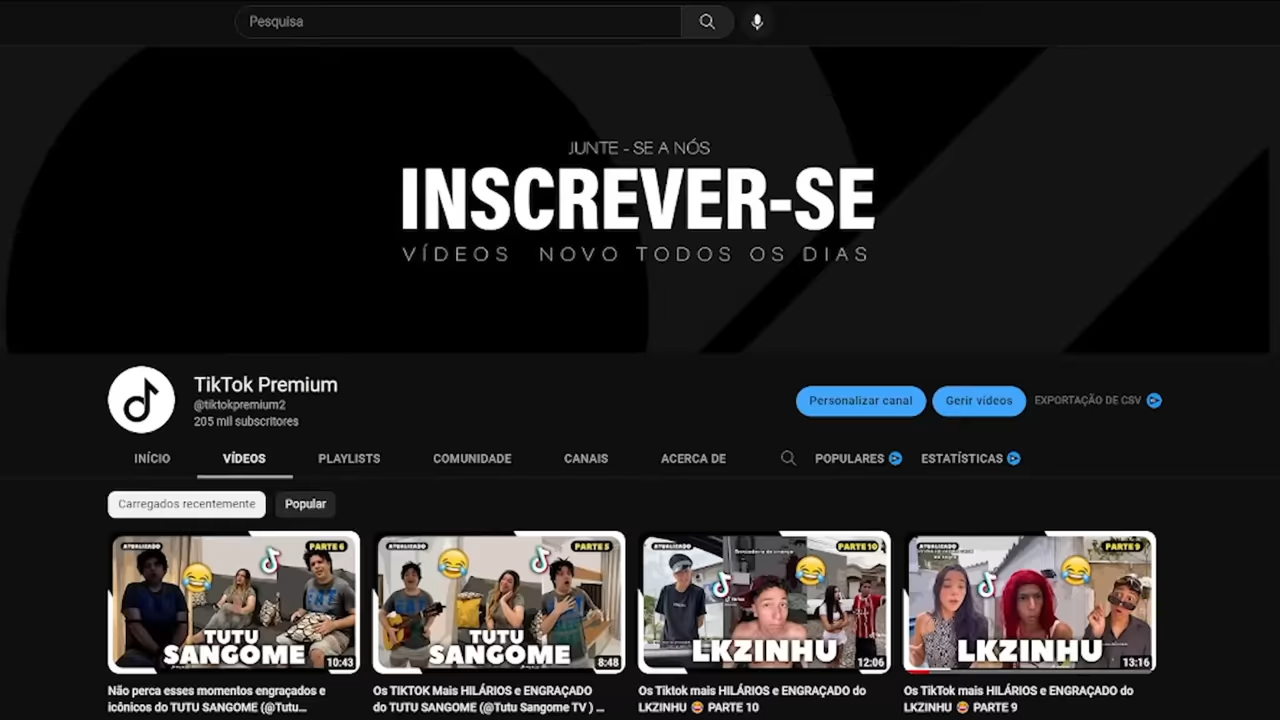 Pesquisa
JUNTE - SE A NÓS
INSCREVER-SE
VÍDEOS NOVO TODOS OS DIAS
TikTok Premium
@tiktokpremium2
205 mil subscritores
Personalizar canal
Gerir vídeos
EXPORTAÇÃO DE CSV
INÍCIO
VÍDEOS
PLAYLISTS
COMUNIDADE
CANAIS
ACERCA DE
POPULARES
ESTATÍSTICAS
Carregados recentemente
Popular
ATUALIZADO
PARTE 6
TUTU
SANGOME
10:43
ATUALIZADO
PARTE 5
TUTU
SANGOME
8:48
ATUALIZADO
PARTE 10
LKZINHU
12:06
ATUALIZADO
PARTE 9
LKZINHU
13:16
Não perca esses momentos engraçados e
icônicos do TUTU SANGOME (@Tutu...
Os TIKTOK Mais HILÁRIOS e ENGRAÇADO
do TUTU SANGOME (@Tutu Sangome TV ) ...
Os Tiktok mais HILÁRIOS e ENGRAÇADO do
LKZINHU 😂 PARTE 10
Os TikTok mais HILÁRIOS e ENGRAÇADO do
LKZINHU 😂 PARTE 9